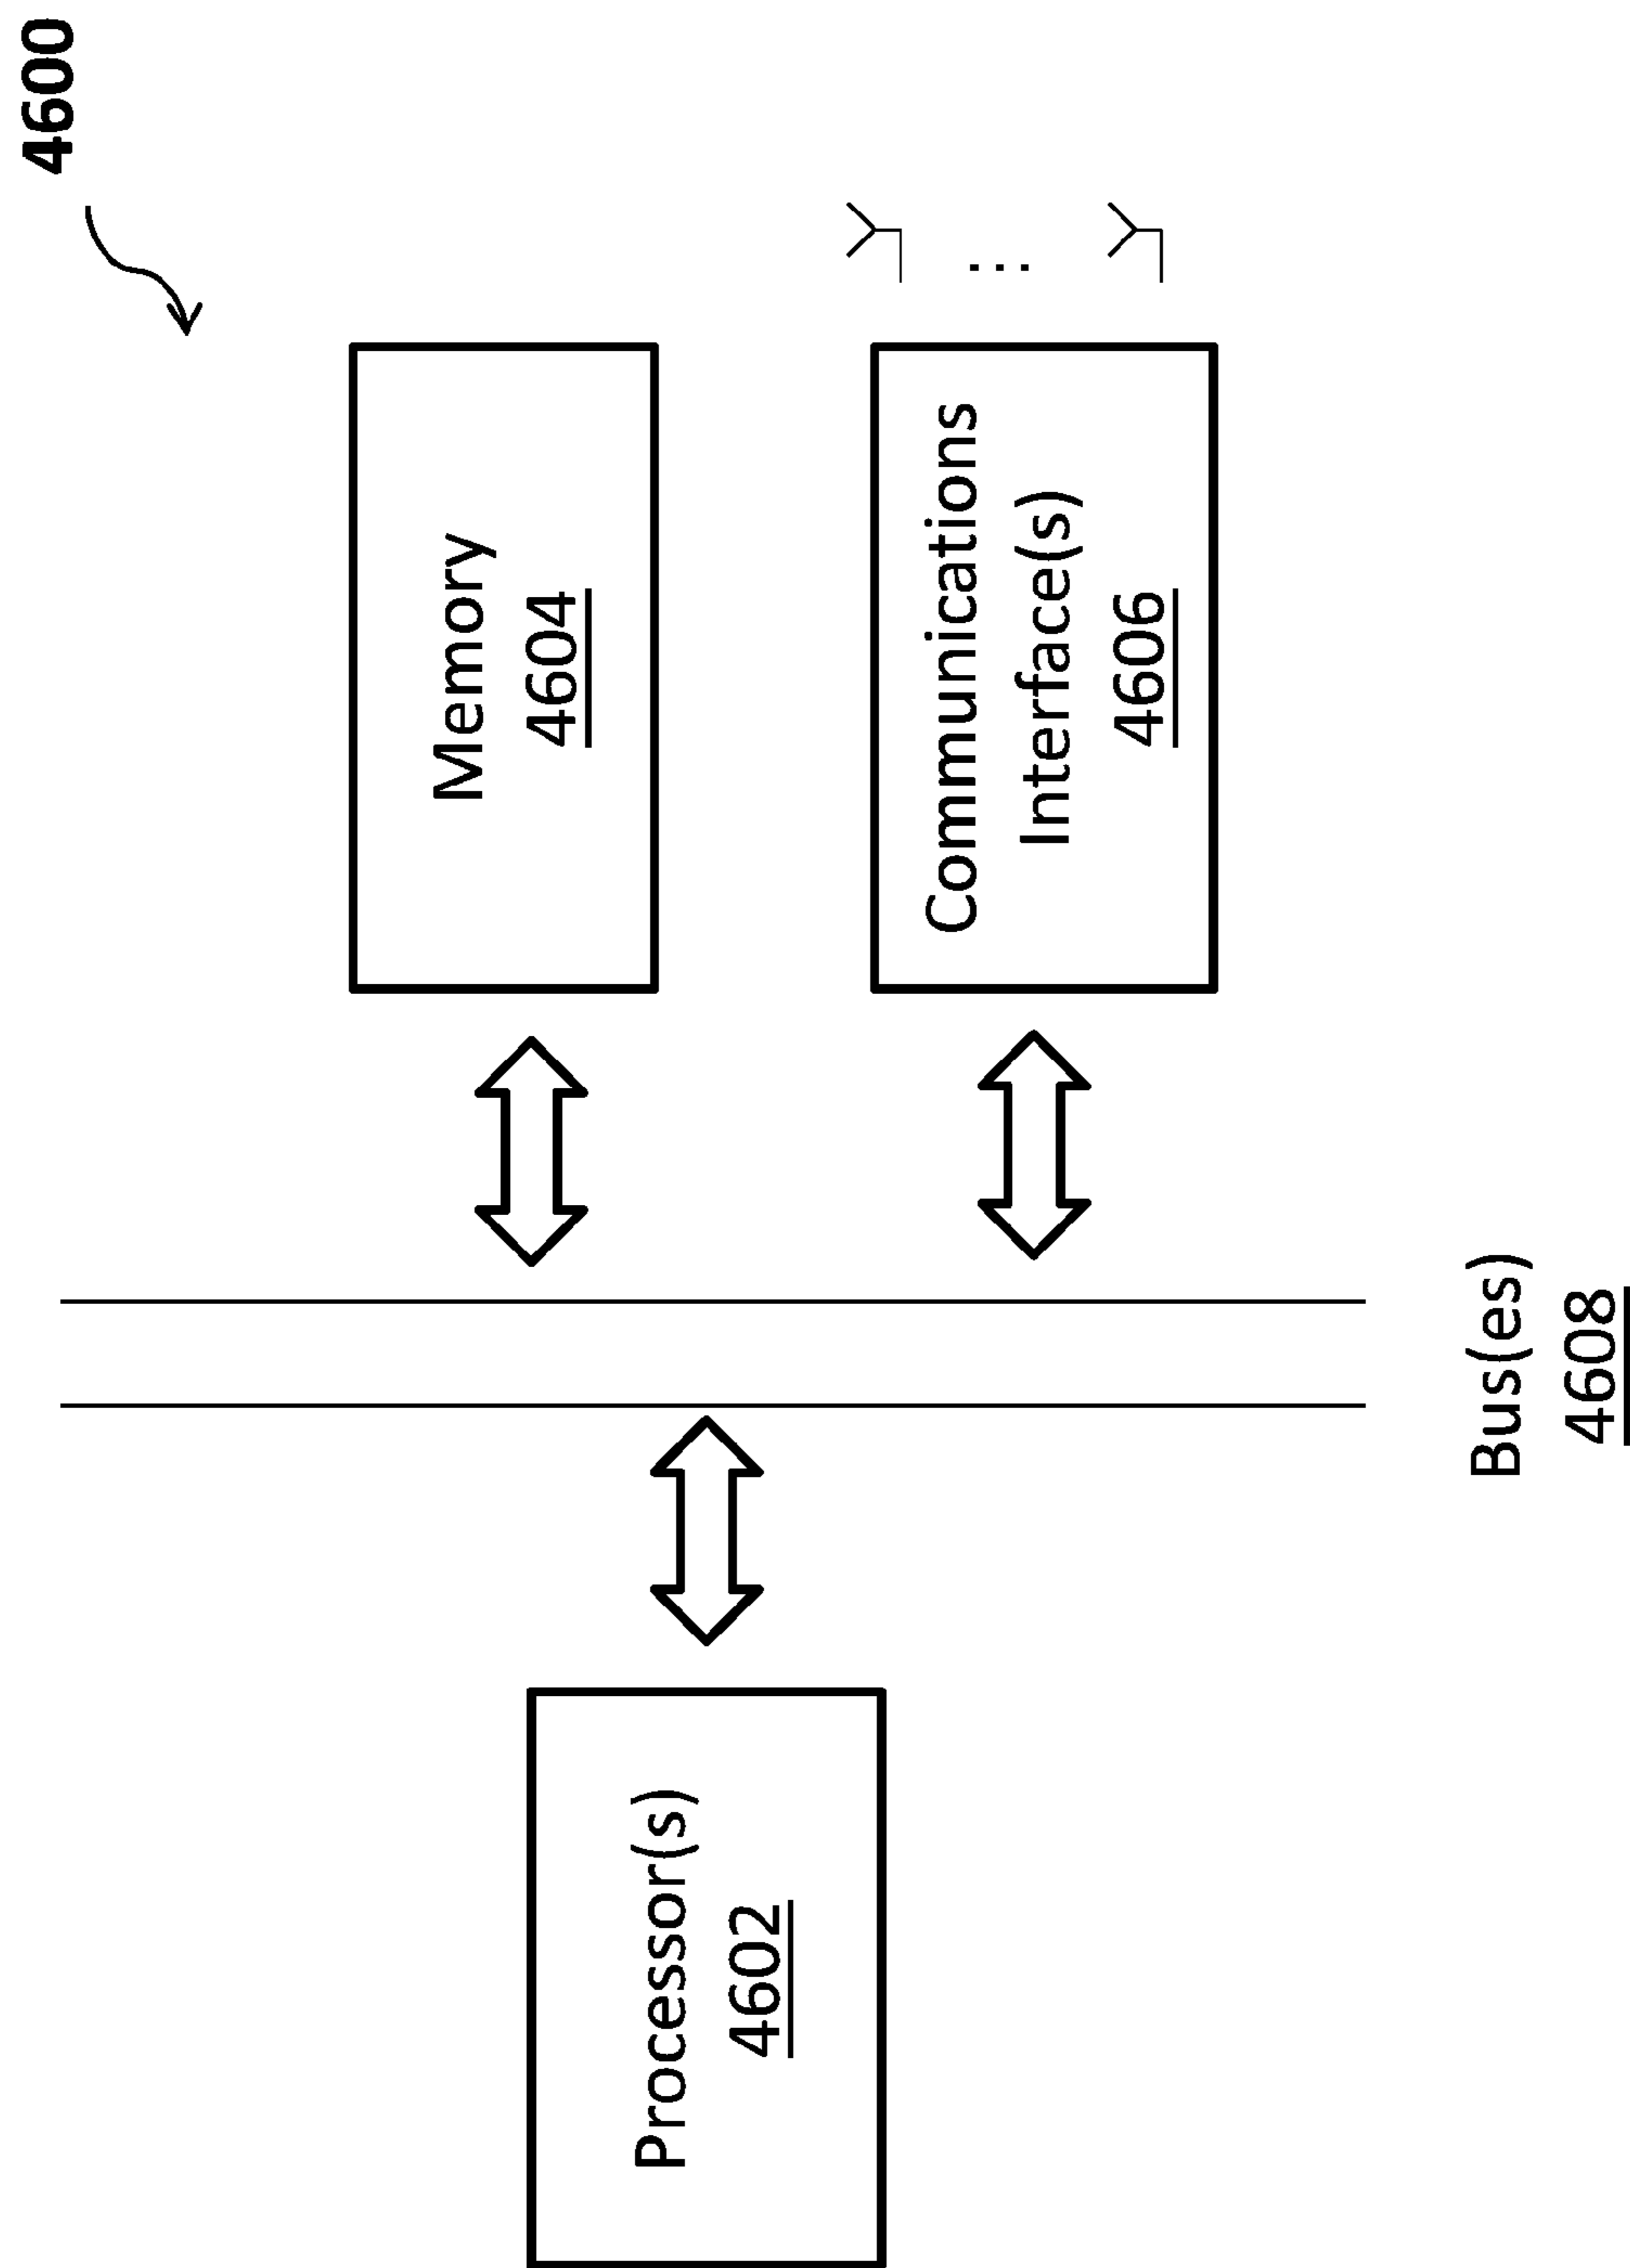 4600
Memory
4604
Communications
Interface(s)
4606
Processor(s)
4602
Bus(es)
4608